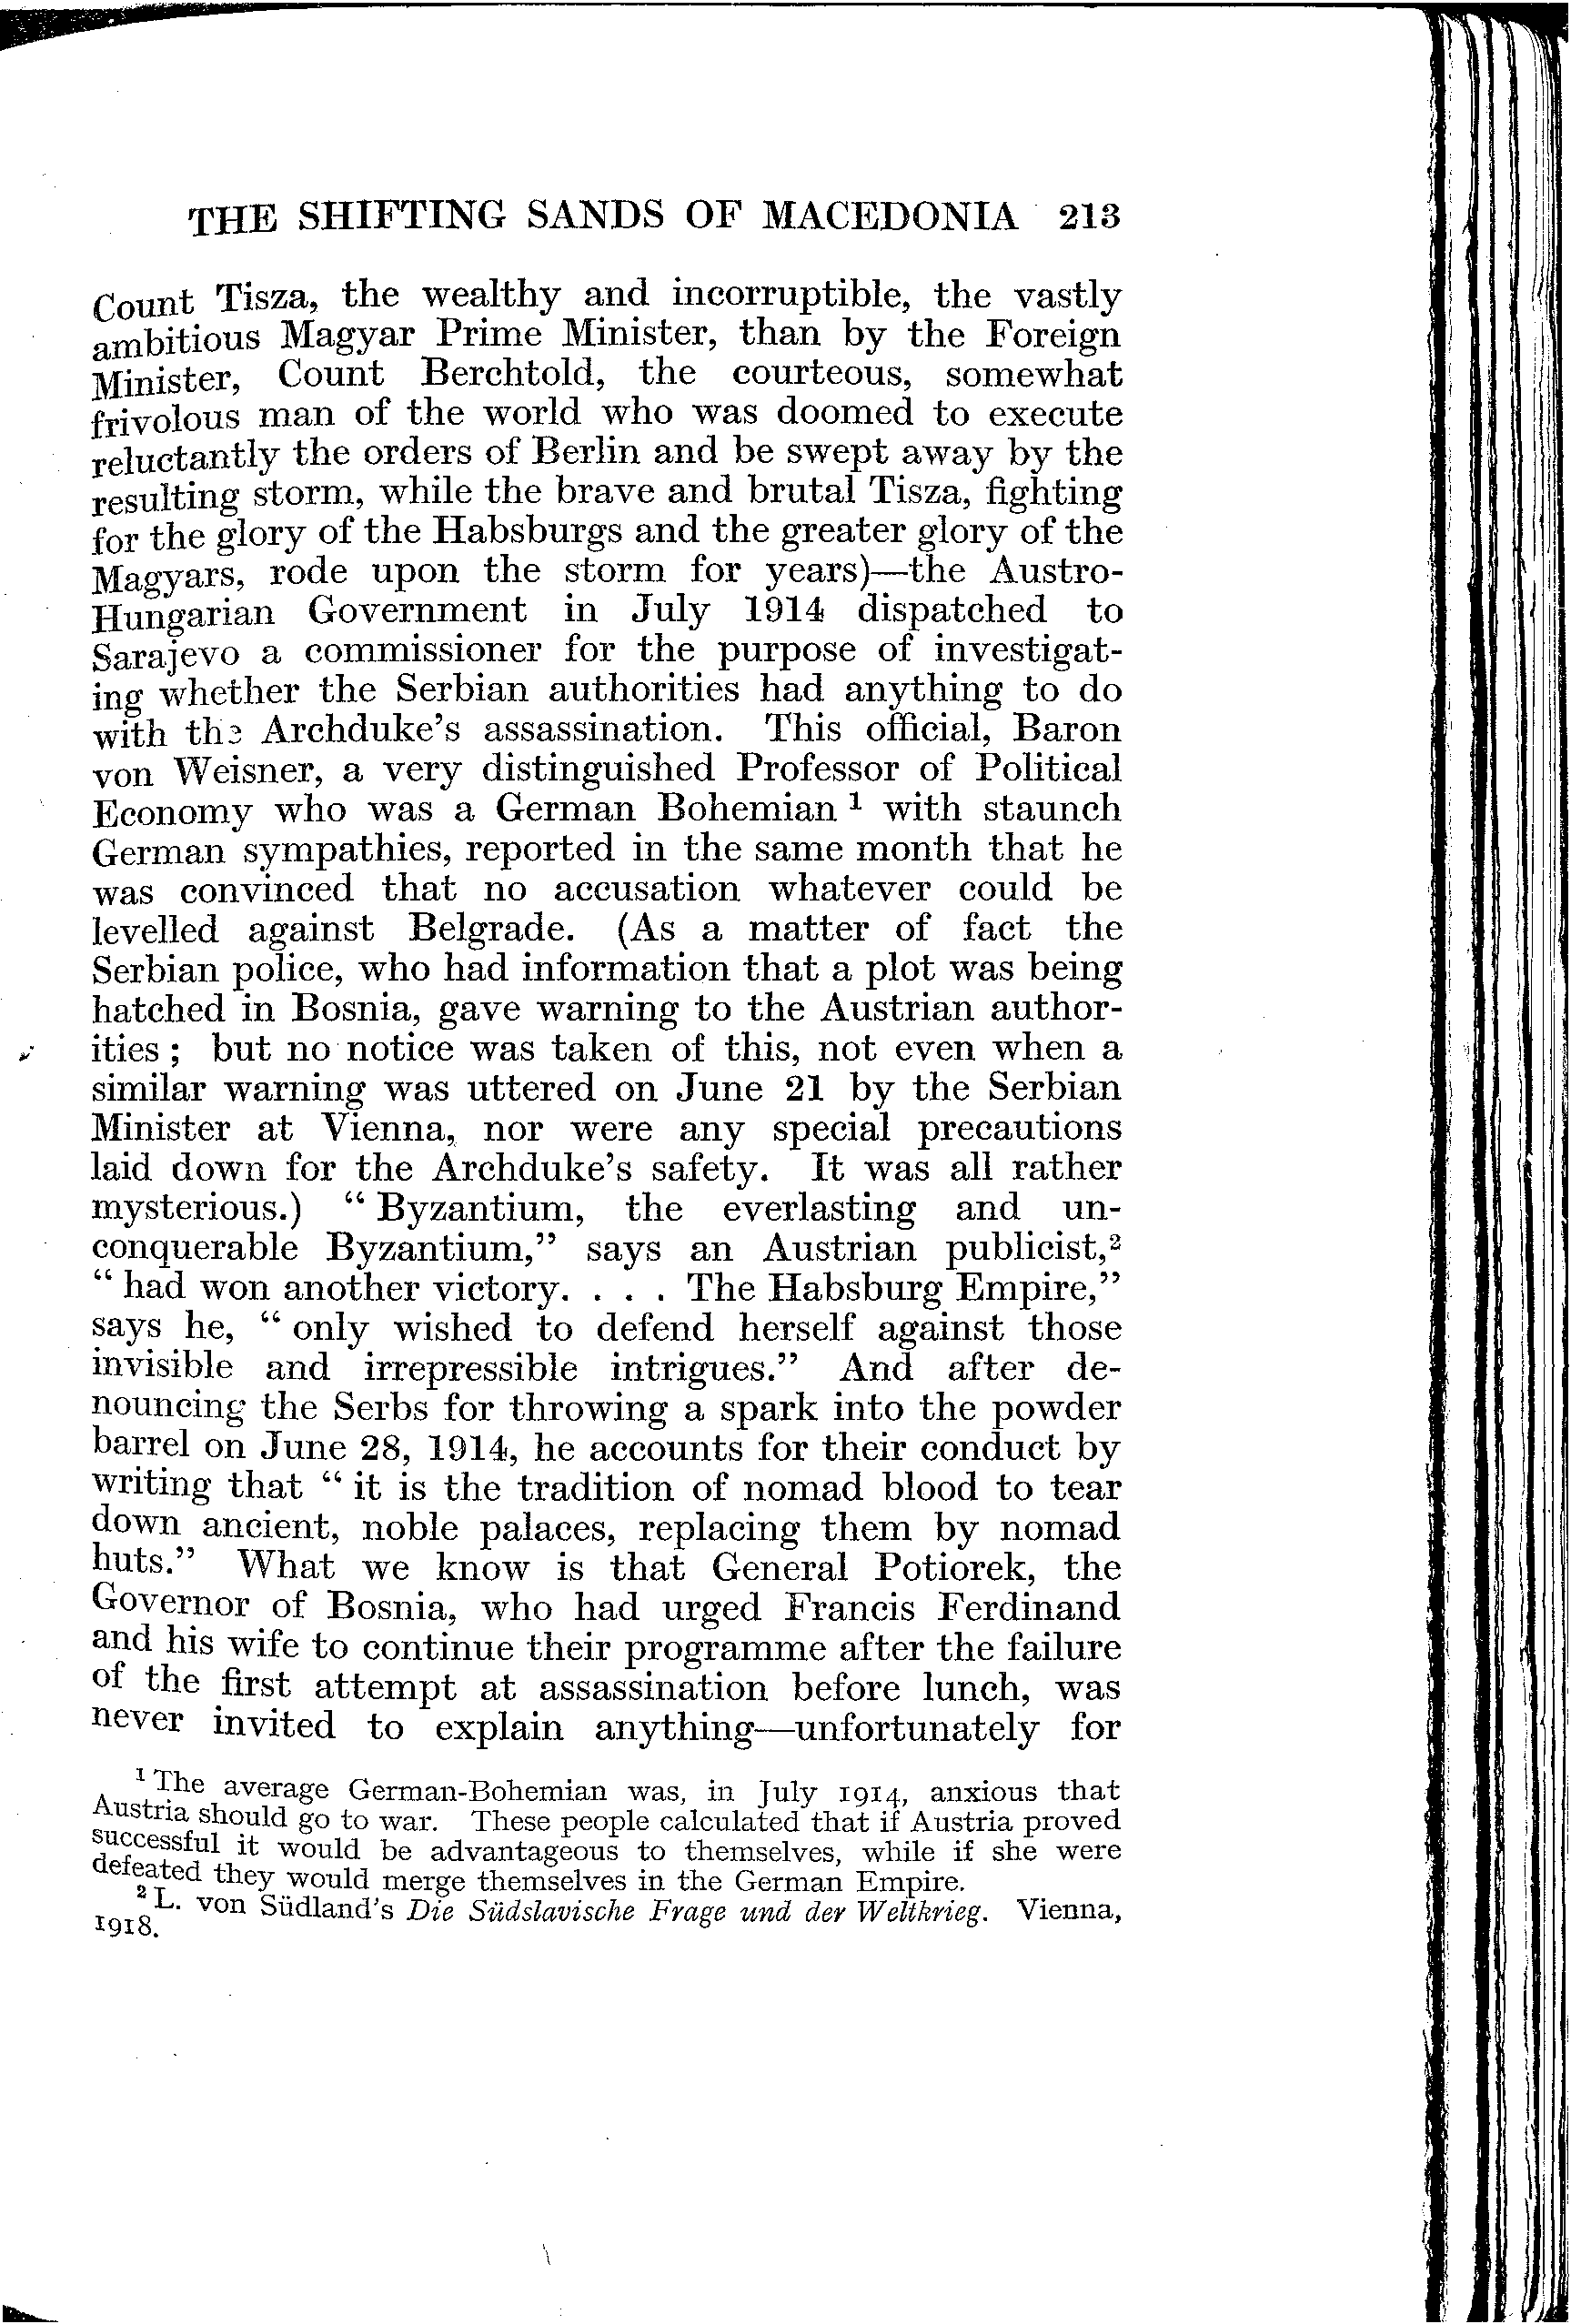 THE SHIFTING SANDS OF MACEDONIA 213
Count Tisza, the wealthy and incorruptible, the vastly
ambitious Magyar Prime Minister, than by the Foreign
Minister, Count Berchtold, the courteous, somewhat
frivolous man of the world who was doomed to execute
reluctantly the orders of Berlin and be swept away by the
resulting storm, while the brave and brutal Tisza, fighting
for the glory of the Habsburgs and the greater glory of the
Magyars, rode upon the storm for years)—the Austro-
Hungarian Government in July 1914 dispatched to
Sarajevo a commissioner for the purpose of investigat-
ing whether the Serbian authorities had anything to do
with the Archduke's assassination. This official, Baron
von Weisner, a very distinguished Professor of Political
Economy who was a German Bohemian ¹ with staunch
German sympathies, reported in the same month that he
was convinced that no accusation whatever could be
levelled against Belgrade. (As a matter of fact the
Serbian police, who had information that a plot was being
hatched in Bosnia, gave warning to the Austrian author-
ities ; but no notice was taken of this, not even when a
similar warning was uttered on June 21 by the Serbian
Minister at Vienna, nor were any special precautions
laid down for the Archduke's safety. It was all rather
mysterious.) “ Byzantium, the everlasting and un-
conquerable Byzantium,” says an Austrian publicist,²
“ had won another victory. . . . The Habsburg Empire,”
says he, “ only wished to defend herself against those
invisible and irrepressible intrigues.” And after de-
nouncing the Serbs for throwing a spark into the powder
barrel on June 28, 1914, he accounts for their conduct by
writing that “ it is the tradition of nomad blood to tear
down ancient, noble palaces, replacing them by nomad
huts.” What we know is that General Potiorek, the
Governor of Bosnia, who had urged Francis Ferdinand
and his wife to continue their programme after the failure
of the first attempt at assassination before lunch, was
never invited to explain anything—unfortunately for
¹ The average German-Bohemian was, in July 1914, anxious that
Austria should go to war. These people calculated that if Austria proved
successful it would be advantageous to themselves, while if she were
defeated they would merge themselves in the German Empire.
² L. von Südland's Die Südslavische Frage und der Weltkrieg. Vienna,
1918.